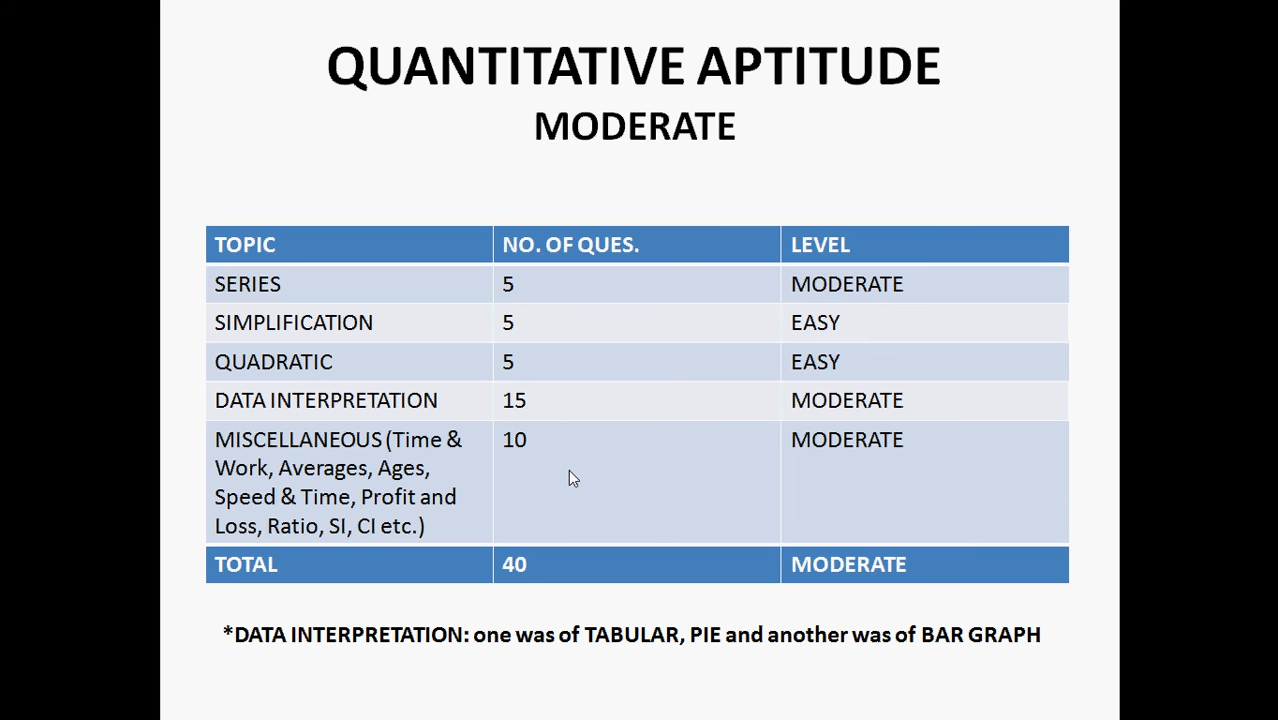 QUANTITATIVE APTITUDE
MODERATE
TOPIC NO. OF QUES. LEVEL
SERIES 5 MODERATE
SIMPLIFICATION 5 EASY
QUADRATIC 5 EASY
DATA INTERPRETATION 15 MODERATE
MISCELLANEOUS (Time & 10 MODERATE
Work, Averages, Ages,
Speed & Time, Profit and
Loss, Ratio, SI, CI etc.)
TOTAL 40 MODERATE
*DATA INTERPRETATION: one was of TABULAR, PIE and another was of BAR GRAPH